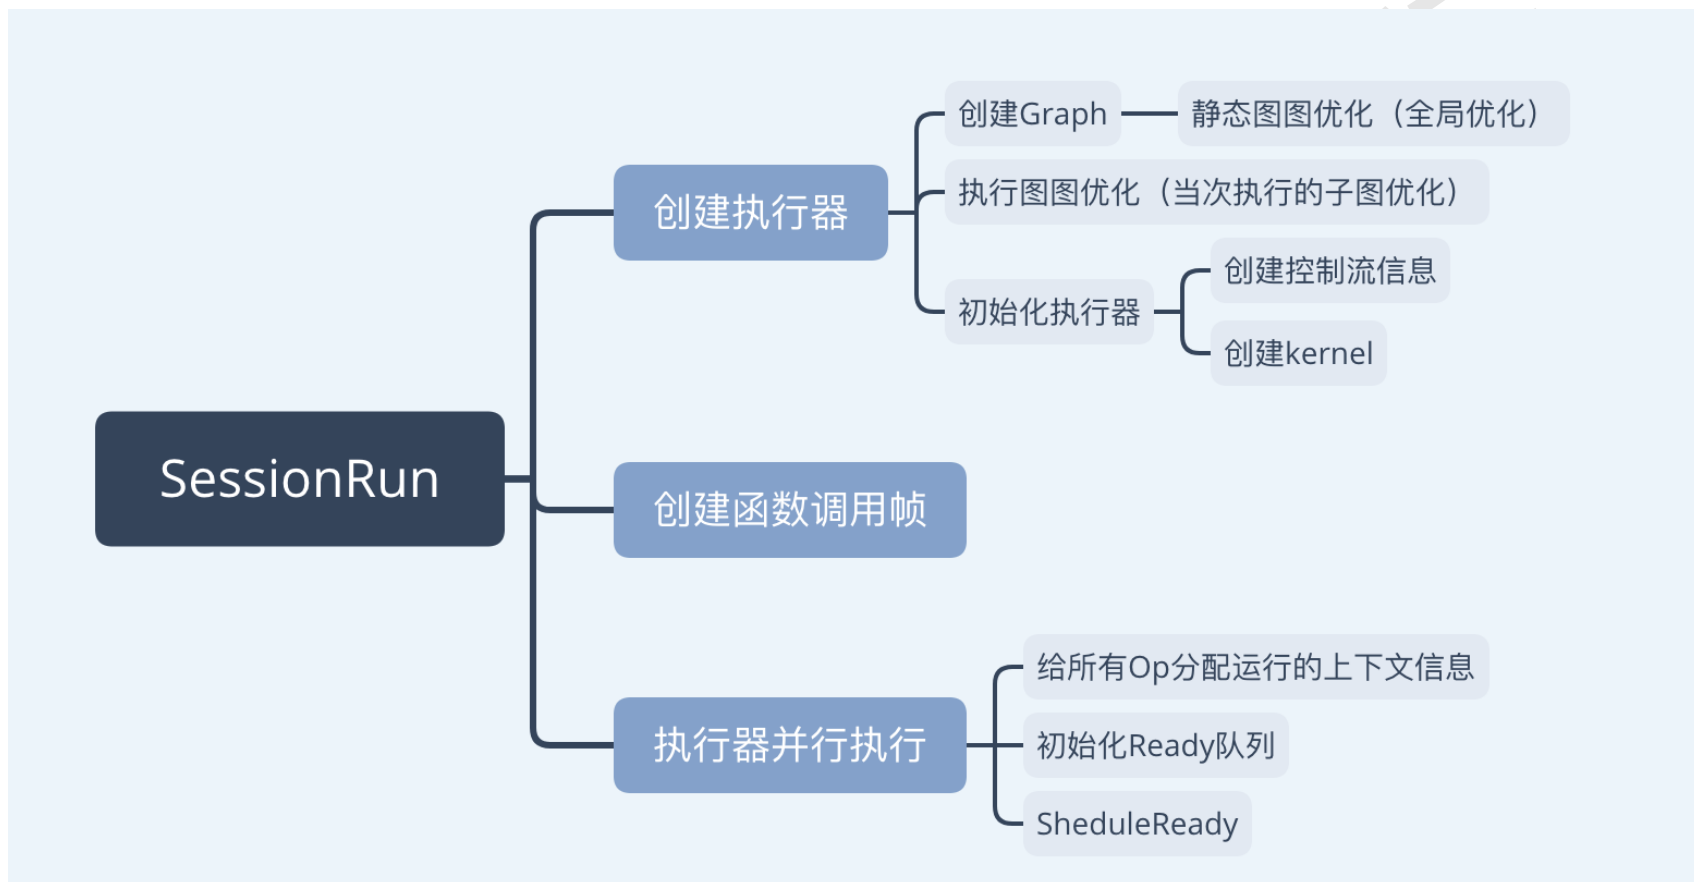 SessionRun
创建执行器
创建Graph
静态图图优化（全局优化）
执行图图优化（当次执行的子图优化）
初始化执行器
创建控制流信息
创建kernel
创建函数调用帧
执行器并行执行
给所有Op分配运行的上下文信息
初始化Ready队列
SheduleReady